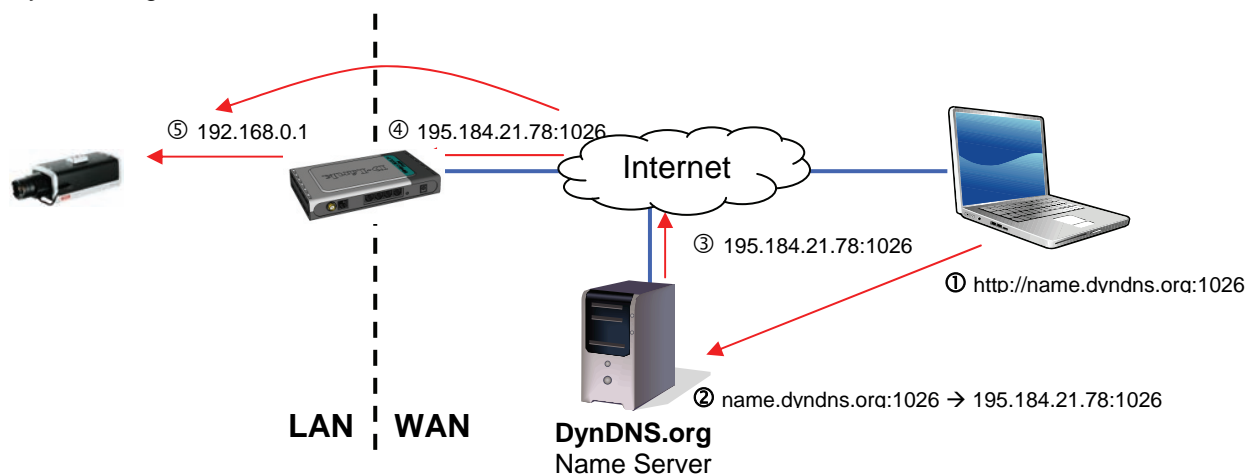 ⑤ 192.168.0.1
④ 195.184.21.78:1026
D-Link
Internet
③ 195.184.21.78:1026
① http://name.dyndns.org:1026
② name.dyndns.org:1026 → 195.184.21.78:1026
LAN WAN
DynDNS.org
Name Server